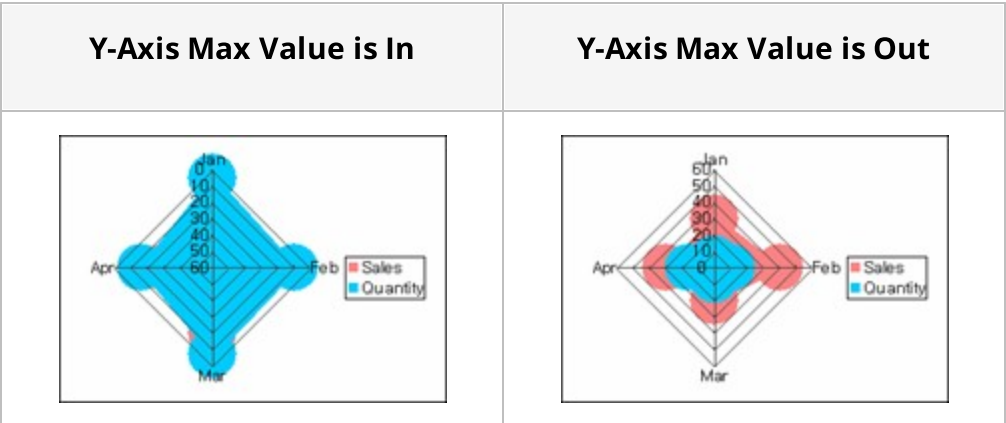 Y-Axis Max Value is In
Y-Axis Max Value is Out
Jan
0
10
20
30
40
50
60
Apr
Feb
Mar
Sales
Quantity
Jan
60
50
40
30
20
10
0
Apr
Feb
Mar
Sales
Quantity